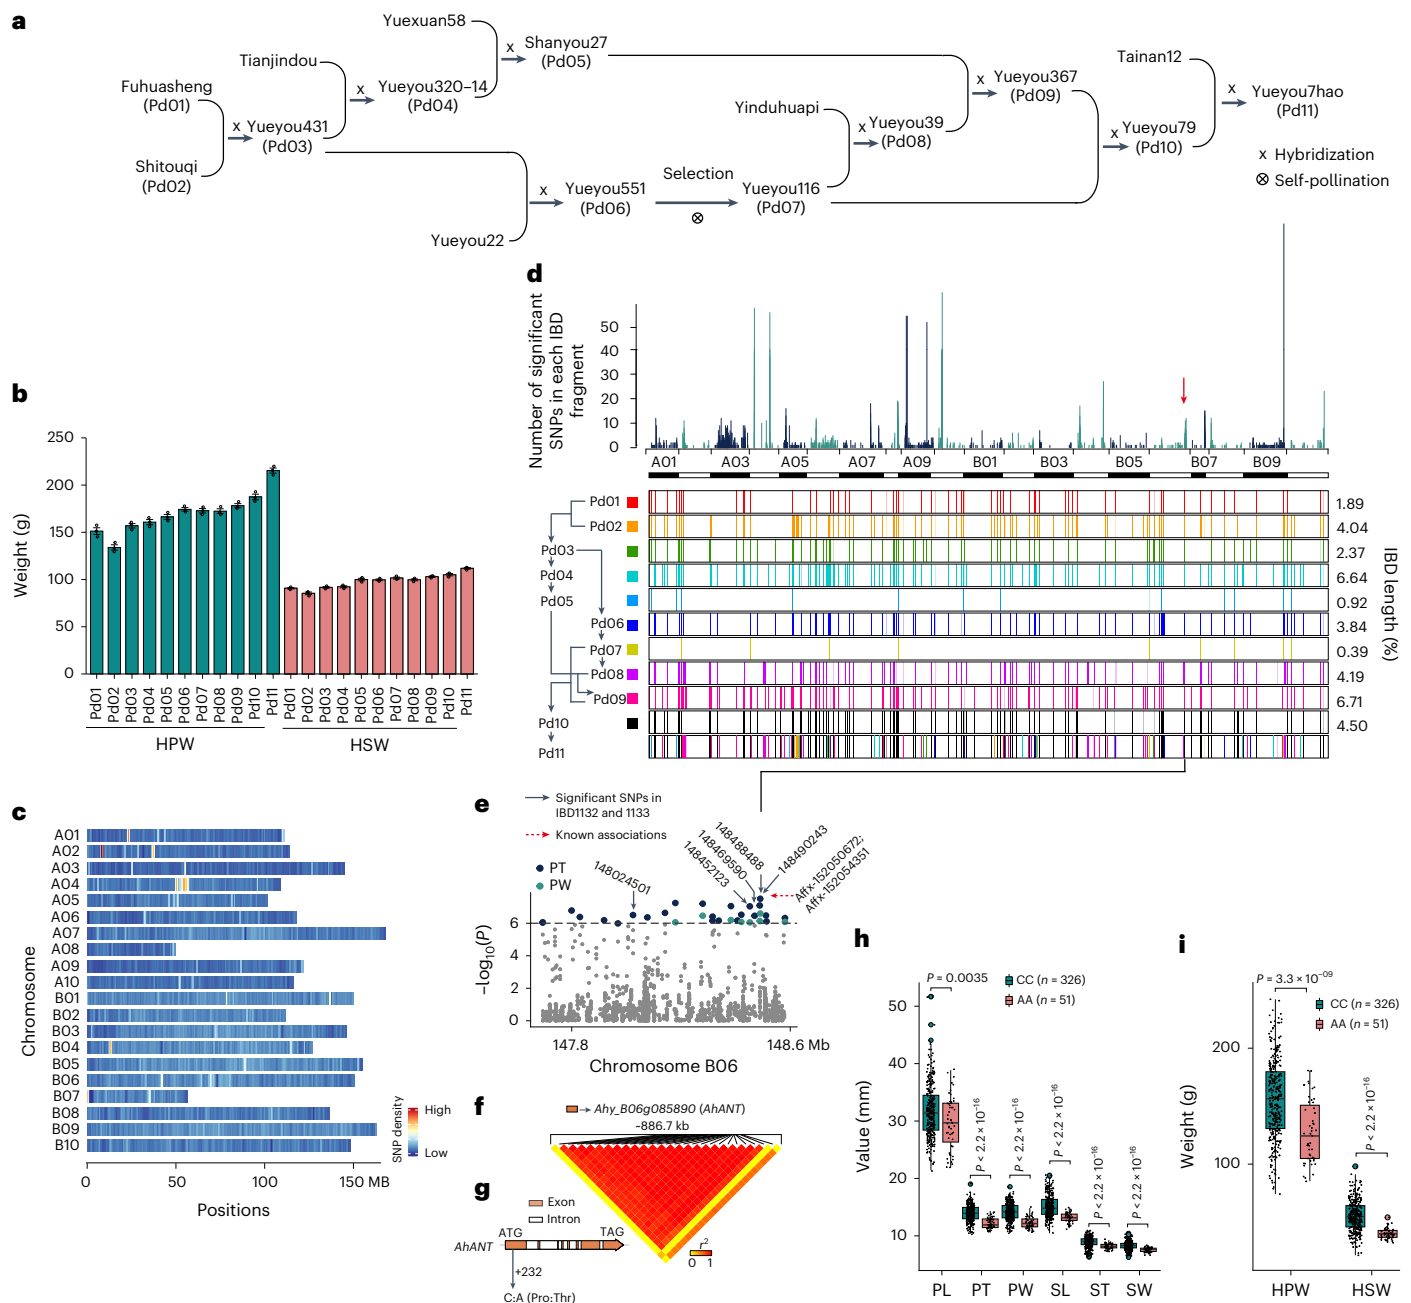 a
Yuexuan58
Tianjindou
Shanyou27
(Pd05)
Fuhuasheng
(Pd01)
Yueyou320–14
(Pd04)
Yueyou431
(Pd03)
Shitouqi
(Pd02)
Yueyou22
Yueyou551
(Pd06)
Selection
Yueyou116
(Pd07)
Yinduhuapi
Yueyou39
(Pd08)
Yueyou367
(Pd09)
Tainan12
Yueyou79
(Pd10)
Yueyou7hao
(Pd11)
x Hybridization
⊗ Self-pollination
b
Weight (g)
250
200
150
100
50
0
Pd01 Pd02 Pd03 Pd04 Pd05 Pd06 Pd07 Pd08 Pd09 Pd10 Pd11 Pd01 Pd02 Pd03 Pd04 Pd05 Pd06 Pd07 Pd08 Pd09 Pd10 Pd11
HPW HSW
c
Chromosome
A01
A02
A03
A04
A05
A06
A07
A08
A09
A10
B01
B02
B03
B04
B05
B06
B07
B08
B09
B10
0 50 100 150 MB
Positions
SNP density
High
Low
d
Number of significant
SNPs in each IBD
fragment
50
40
30
20
10
0
A01 A03 A05 A07 A09 B01 B03 B05 B07 B09
Pd01 1.89
Pd02 4.04
Pd03 2.37
Pd04 6.64
Pd05 0.92
Pd06 3.84
Pd07 0.39
Pd08 4.19
Pd09 6.71
Pd10 4.50
Pd11
IBD length (%)
e
Significant SNPs in
IBD1132 and 1133
Known associations
PT
PW
148024501
148452123
148469590
148488488
148490243
Affx-152050672;
Affx-152054351
–log10(P)
6
4
2
0
147.8 148.6 Mb
Chromosome B06
f
Ahy_B06g085890 (AhANT)
~886.7 kb
r2
0 1
g
Exon
Intron
ATG TAG
AhANT
+232
C:A (Pro:Thr)
h
Value (mm)
50
40
30
20
10
P = 0.0035
CC (n = 326)
AA (n = 51)
P < 2.2 × 10–16
P < 2.2 × 10–16
P < 2.2 × 10–16
P < 2.2 × 10–16
P < 2.2 × 10–16
PL PT PW SL ST SW
i
Weight (g)
200
100
P = 3.3 × 10–09
CC (n = 326)
AA (n = 51)
P < 2.2 × 10–16
HPW HSW